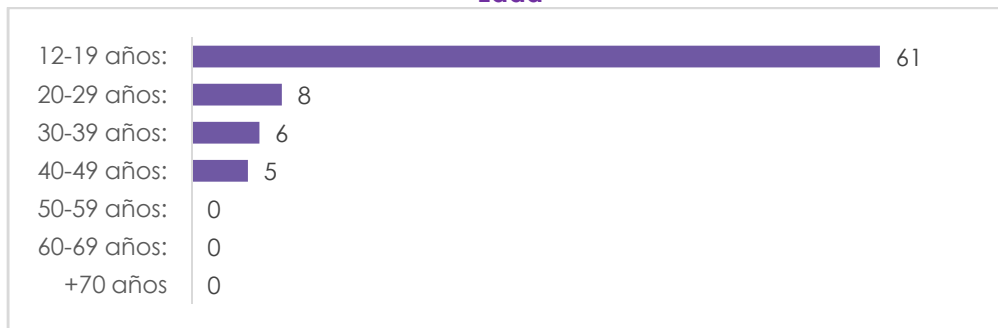 Edad
12-19 años: 61
20-29 años: 8
30-39 años: 6
40-49 años: 5
50-59 años: 0
60-69 años: 0
+70 años 0